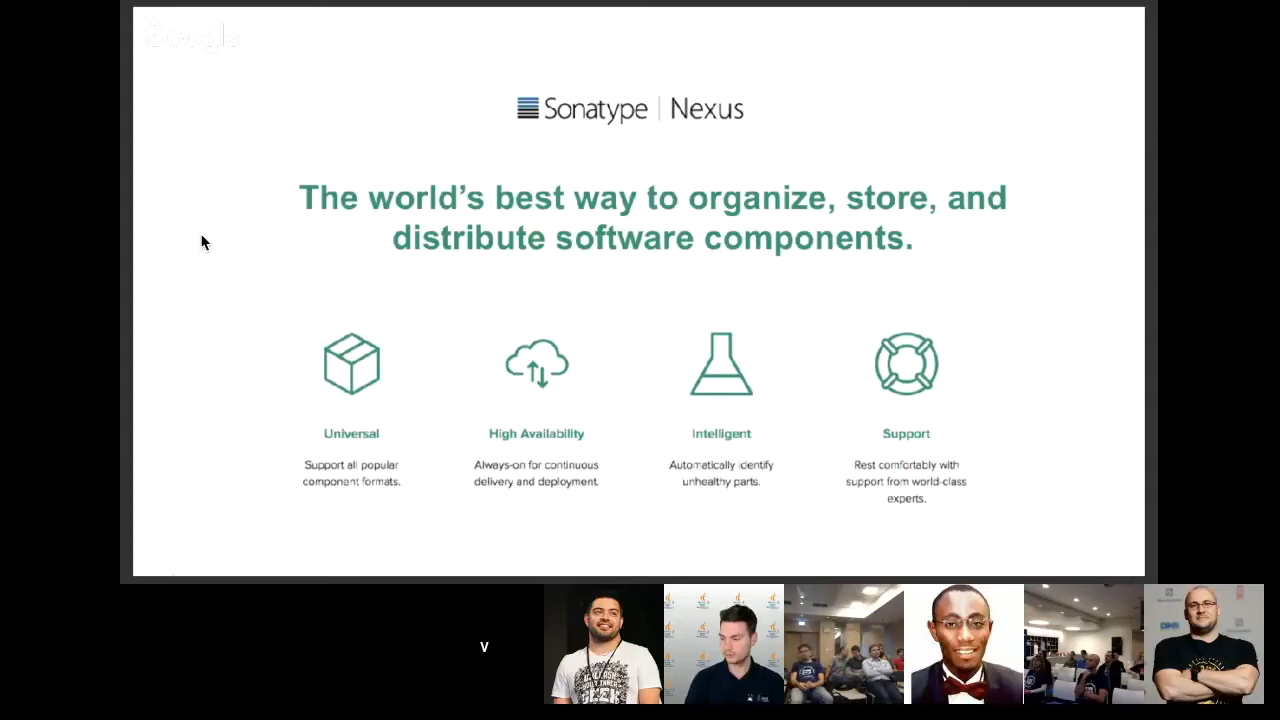 Google
Sonatype | Nexus
The world's best way to organize, store, and
distribute software components.
Universal
High Availability
Intelligent
Support
Support all popular
component formats.
Always-on for continuous
delivery and deployment.
Automatically identify
unhealthy parts.
Rest comfortably with
support from world-class
experts.
V
GEEK